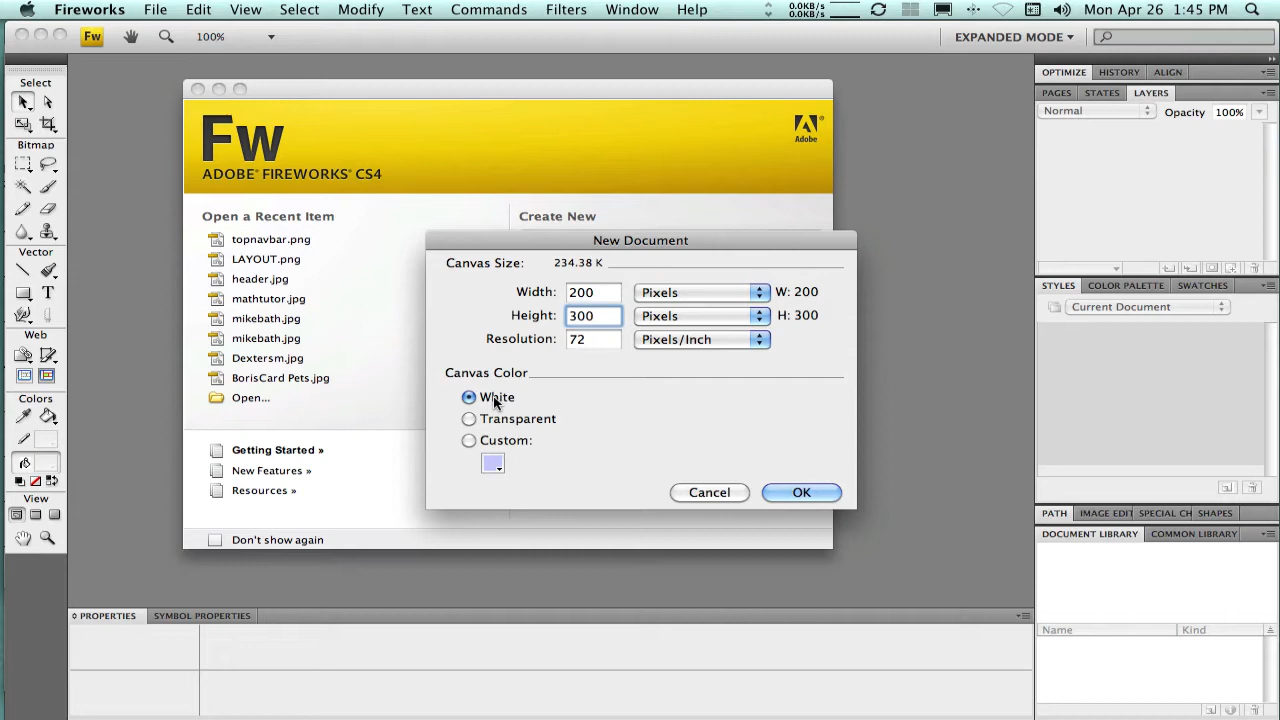 Fireworks File Edit View Select Modify Text Commands Filters Window Help 0.0KB/s 0.0KB/s Mon Apr 26 1:45 PM
Fw 100% EXPANDED MODE
Select
Bitmap
Vector
T
Web
Colors
View
Fw
ADOBE® FIREWORKS® CS4
Adobe®
Open a Recent Item
topnavbar.png
LAYOUT.png
header.jpg
mathtutor.jpg
mikebath.jpg
mikebath.jpg
Dextersm.jpg
BorisCard Pets.jpg
Open...
Create New
Getting Started »
New Features »
Resources »
Don't show again
New Document
Canvas Size: 234.38 K
Width: 200 Pixels W: 200
Height: 300 Pixels H: 300
Resolution: 72 Pixels/Inch
Canvas Color
White
Transparent
Custom:
Cancel OK
PROPERTIES SYMBOL PROPERTIES
OPTIMIZE HISTORY ALIGN
PAGES STATES LAYERS
Normal Opacity 100%
STYLES COLOR PALETTE SWATCHES
Current Document
PATH IMAGE EDIT SPECIAL CH SHAPES
DOCUMENT LIBRARY COMMON LIBRARY
Name Kind